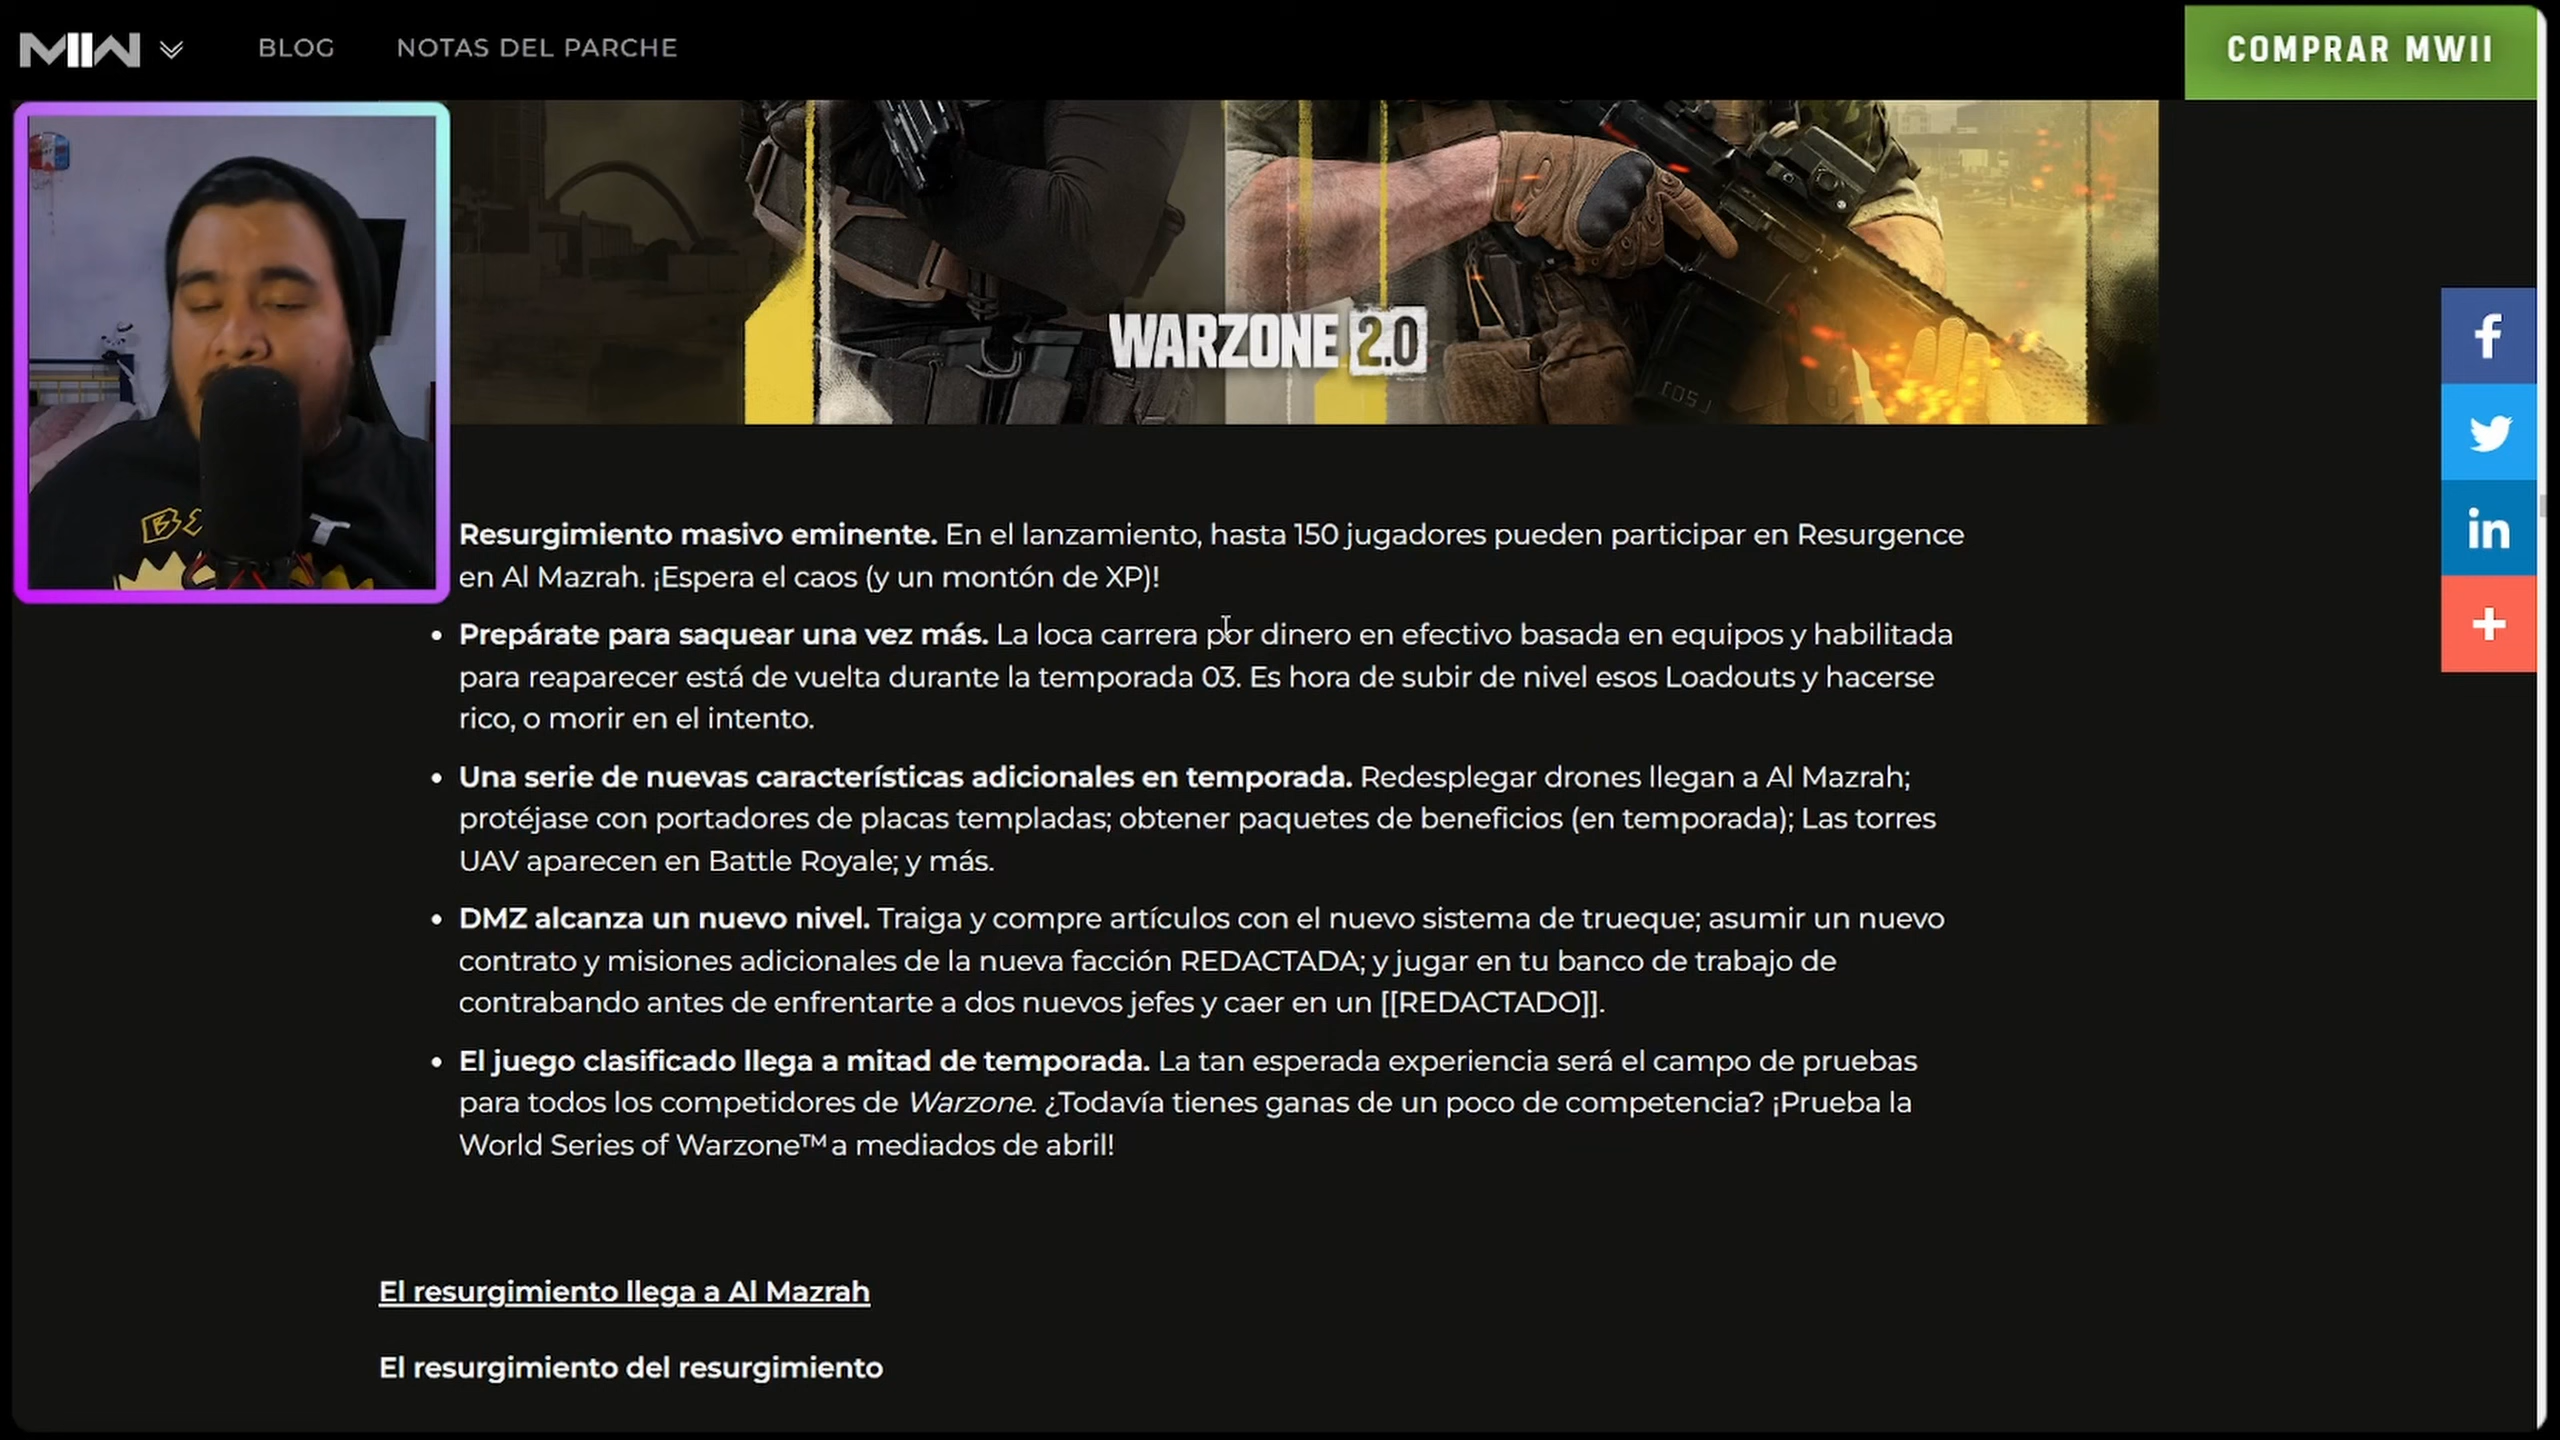 MWII
BLOG
NOTAS DEL PARCHE
COMPRAR MWII
WARZONE 2.0
Resurgimiento masivo eminente. En el lanzamiento, hasta 150 jugadores pueden participar en Resurgence
en Al Mazrah. ¡Espera el caos (y un montón de XP)!
• Prepárate para saquear una vez más. La loca carrera por dinero en efectivo basada en equipos y habilitada
para reaparecer está de vuelta durante la temporada 03. Es hora de subir de nivel esos Loadouts y hacerse
rico, o morir en el intento.
• Una serie de nuevas características adicionales en temporada. Redesplegar drones llegan a Al Mazrah;
protéjase con portadores de placas templadas; obtener paquetes de beneficios (en temporada); Las torres
UAV aparecen en Battle Royale; y más.
• DMZ alcanza un nuevo nivel. Traiga y compre artículos con el nuevo sistema de trueque; asumir un nuevo
contrato y misiones adicionales de la nueva facción REDACTADA; y jugar en tu banco de trabajo de
contrabando antes de enfrentarte a dos nuevos jefes y caer en un [[REDACTADO]].
• El juego clasificado llega a mitad de temporada. La tan esperada experiencia será el campo de pruebas
para todos los competidores de Warzone. ¿Todavía tienes ganas de un poco de competencia? ¡Prueba la
World Series of Warzone™ a mediados de abril!
El resurgimiento llega a Al Mazrah
El resurgimiento del resurgimiento